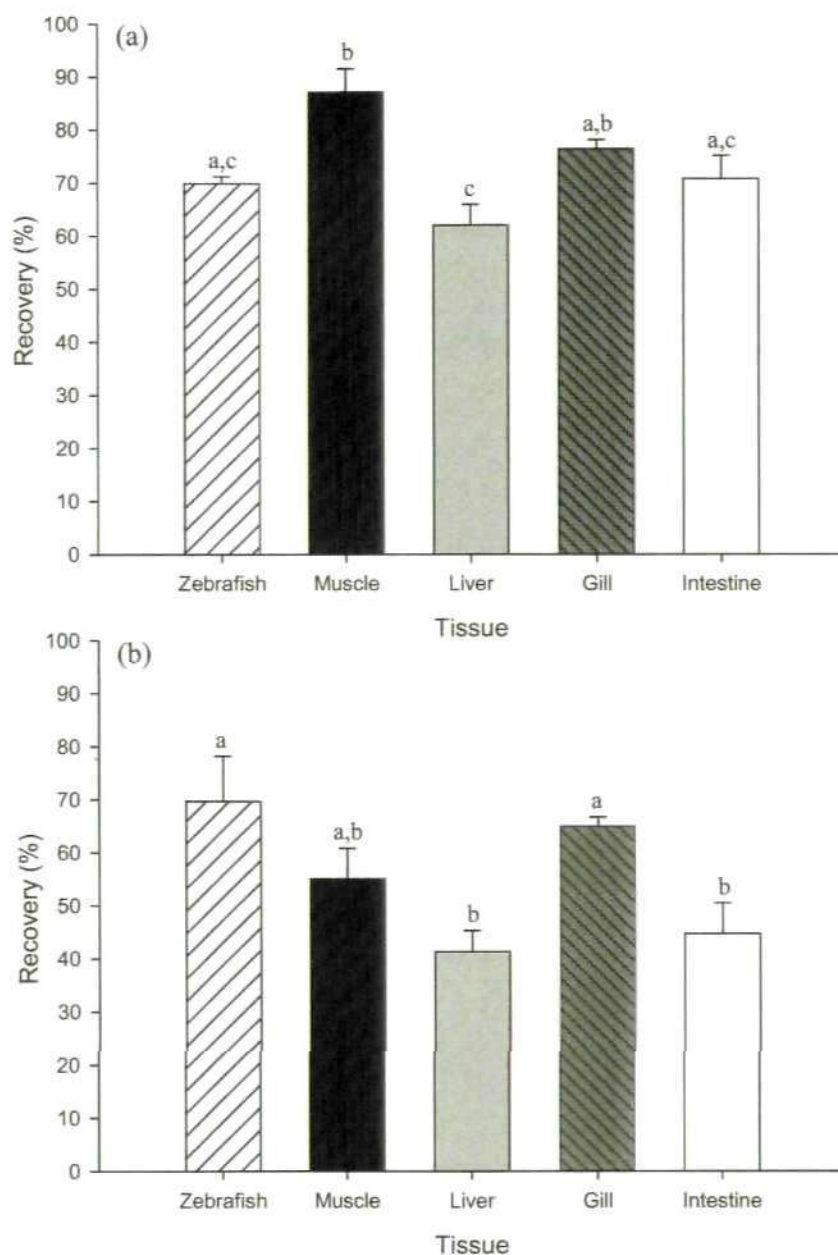 (a)
100
90
80
70
60
50
40
30
20
10
0
Recovery (%)
a,c
b
c
a,b
a,c
Zebrafish Muscle Liver Gill Intestine
Tissue
(b)
100
90
80
70
60
50
40
30
20
10
0
Recovery (%)
a
a,b
b
a
b
Zebrafish Muscle Liver Gill Intestine
Tissue